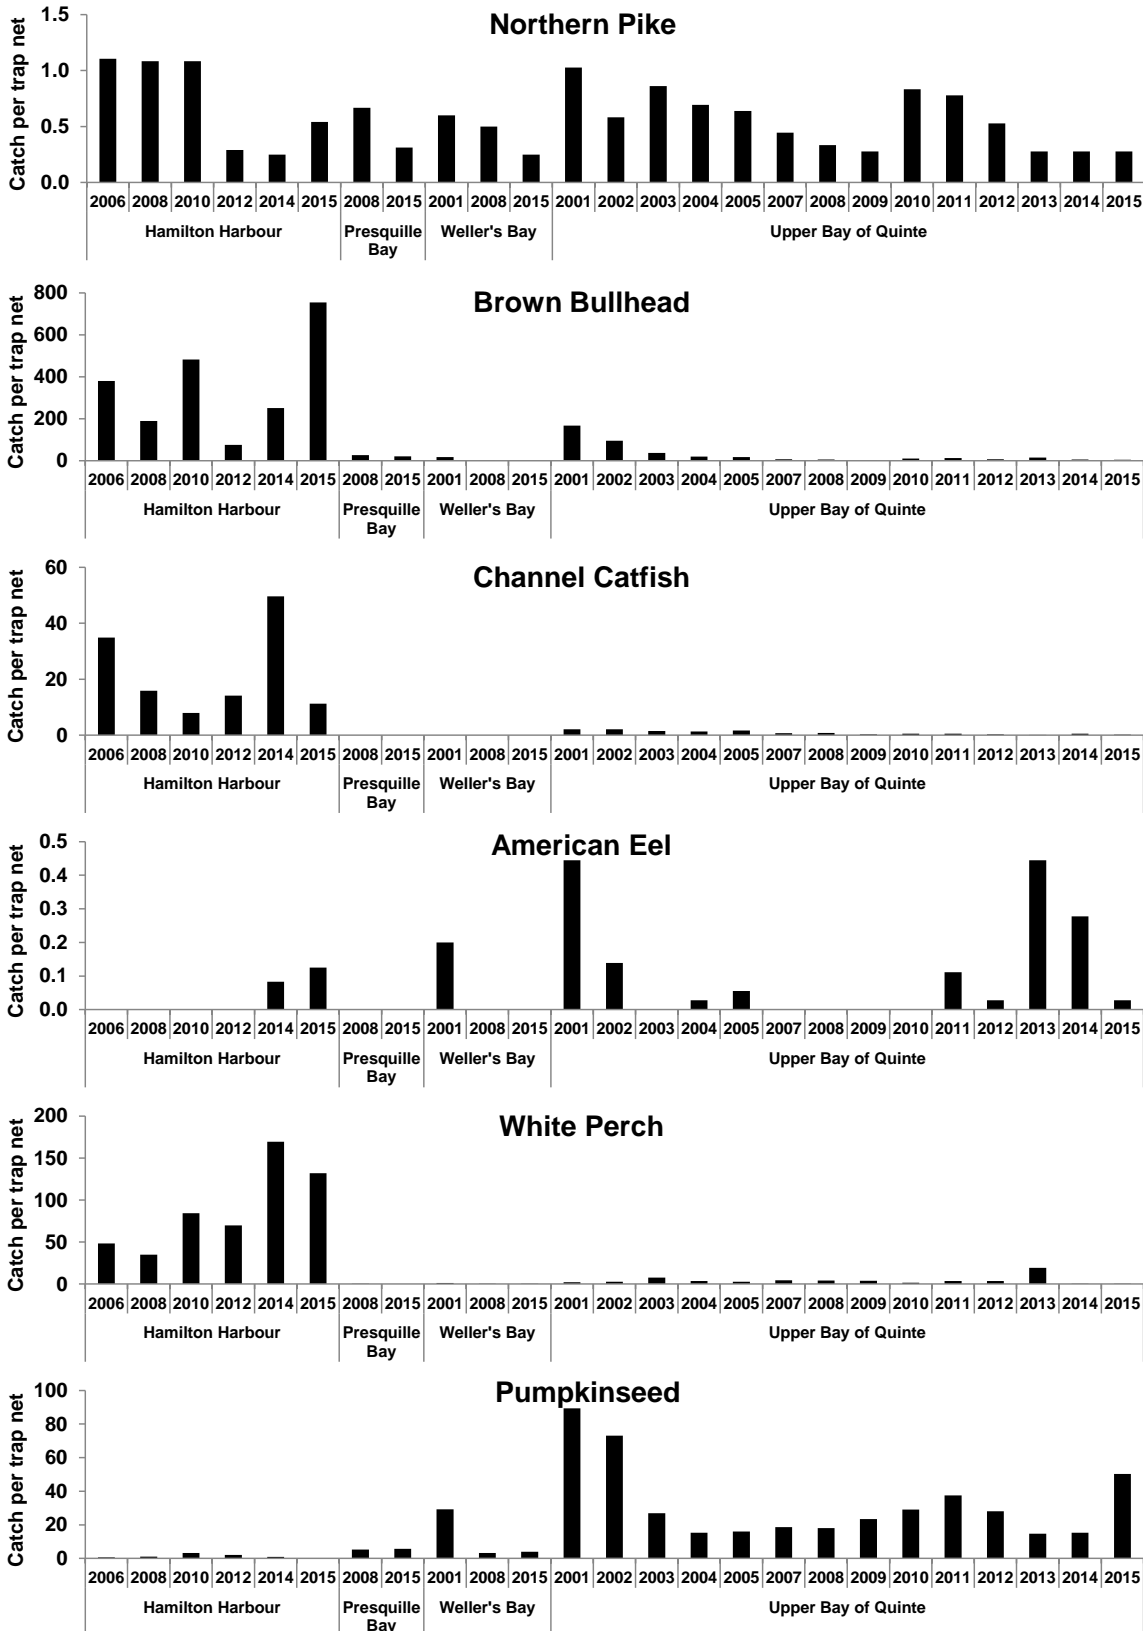 Northern Pike
Catch per trap net
1.5
1.0
0.5
0.0
2006 2008 2010 2012 2014 2015 2008 2015 2001 2008 2015 2001 2002 2003 2004 2005 2007 2008 2009 2010 2011 2012 2013 2014 2015
Hamilton Harbour Presquille Weller's Bay Upper Bay of Quinte
Bay
Brown Bullhead
Catch per trap net
800
600
400
200
0
2006 2008 2010 2012 2014 2015 2008 2015 2001 2008 2015 2001 2002 2003 2004 2005 2007 2008 2009 2010 2011 2012 2013 2014 2015
Hamilton Harbour Presquille Weller's Bay Upper Bay of Quinte
Bay
Channel Catfish
Catch per trap net
60
40
20
0
2006 2008 2010 2012 2014 2015 2008 2015 2001 2008 2015 2001 2002 2003 2004 2005 2007 2008 2009 2010 2011 2012 2013 2014 2015
Hamilton Harbour Presquille Weller's Bay Upper Bay of Quinte
Bay
American Eel
Catch per trap net
0.5
0.4
0.3
0.2
0.1
0.0
2006 2008 2010 2012 2014 2015 2008 2015 2001 2008 2015 2001 2002 2003 2004 2005 2007 2008 2009 2010 2011 2012 2013 2014 2015
Hamilton Harbour Presquille Weller's Bay Upper Bay of Quinte
Bay
White Perch
Catch per trap net
200
150
100
50
0
2006 2008 2010 2012 2014 2015 2008 2015 2001 2008 2015 2001 2002 2003 2004 2005 2007 2008 2009 2010 2011 2012 2013 2014 2015
Hamilton Harbour Presquille Weller's Bay Upper Bay of Quinte
Bay
Pumpkinseed
Catch per trap net
100
80
60
40
20
0
2006 2008 2010 2012 2014 2015 2008 2015 2001 2008 2015 2001 2002 2003 2004 2005 2007 2008 2009 2010 2011 2012 2013 2014 2015
Hamilton Harbour Presquille Weller's Bay Upper Bay of Quinte
Bay